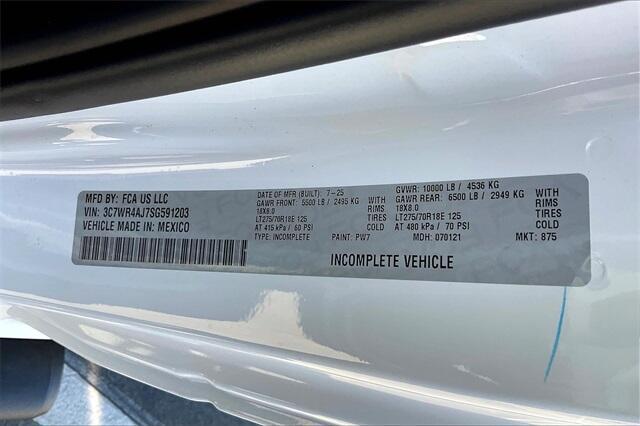 MFD BY: FCA US LLC
VIN: 3C7WR4AJ7SG591203
VEHICLE MADE IN: MEXICO
DATE OF MFR (BUILT): 7-25
GAWR FRONT: 5500 LB / 2495 KG WITH
18X8.0 RIMS
LT275/70R18E 125 TIRES
AT 415 kPa / 60 PSI COLD
TYPE: INCOMPLETE PAINT: PW7
GVWR: 10000 LB / 4536 KG
GAWR REAR: 6500 LB / 2949 KG WITH
18X8.0 RIMS
LT275/70R18E 125 TIRES
AT 480 kPa / 70 PSI COLD
MDH: 070121 MKT: 875
INCOMPLETE VEHICLE